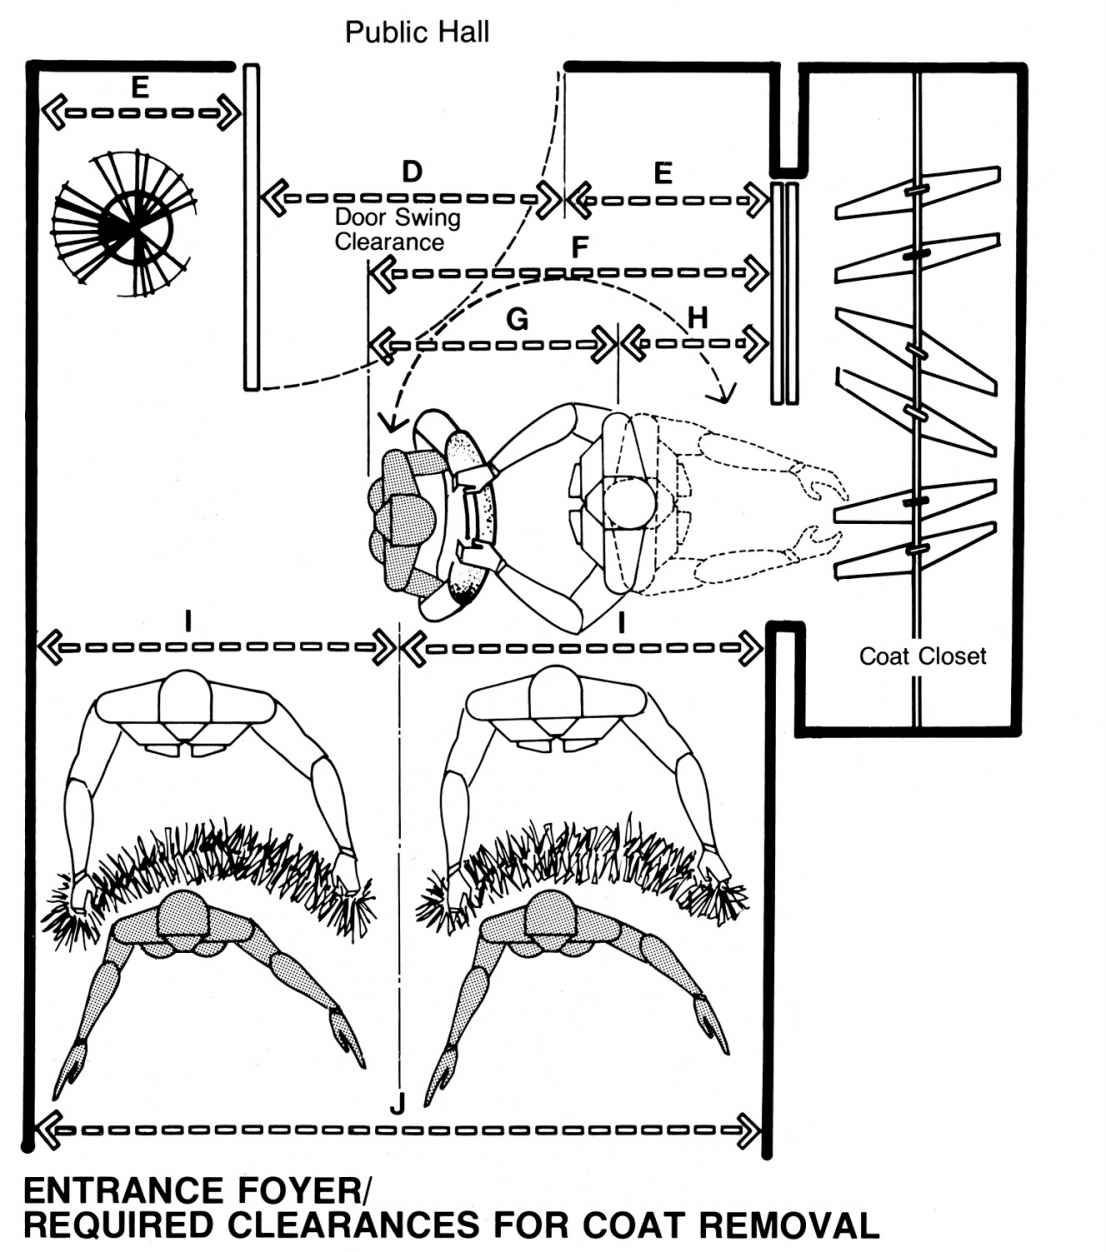 Public Hall
E
D
E
Door Swing
Clearance
F
G
H
I
I
Coat Closet
J
ENTRANCE FOYER/
REQUIRED CLEARANCES FOR COAT REMOVAL